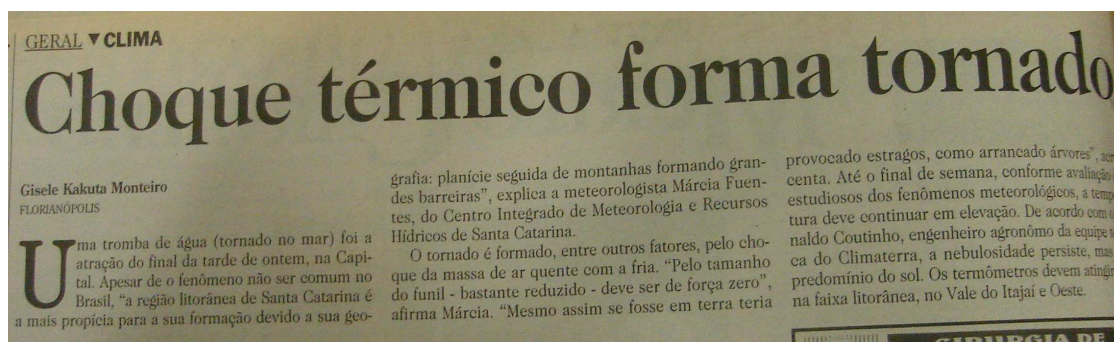 GERAL ▼ CLIMA
Choque térmico forma tornado
Gisele Kakuta Monteiro
FLORIANÓPOLIS
Uma tromba de água (tornado no mar) foi a
atração do final da tarde de ontem, na Capi-
tal. Apesar de o fenômeno não ser comum no
Brasil, “a região litorânea de Santa Catarina é
a mais propícia para a sua formação devido a sua geo-
grafia: planície seguida de montanhas formando gran-
des barreiras”, explica a meteorologista Márcia Fuen-
tes, do Centro Integrado de Meteorologia e Recursos
Hídricos de Santa Catarina.
O tornado é formado, entre outros fatores, pelo cho-
que da massa de ar quente com a fria. “Pelo tamanho
do funil - bastante reduzido - deve ser de força zero”,
afirma Márcia. “Mesmo assim se fosse em terra teria
provocado estragos, como arrancado árvores”,
centa. Até o final de semana, conforme avaliação
estudiosos dos fenômenos meteorológicos, a
tura deve continuar em elevação. De acordo com
naldo Coutinho, engenheiro agronômo da equipe
ca do Climaterra, a nebulosidade persiste, mas
predomínio do sol. Os termômetros devem
na faixa litorânea, no Vale do Itajaí e Oeste.
CIRURGIA DE